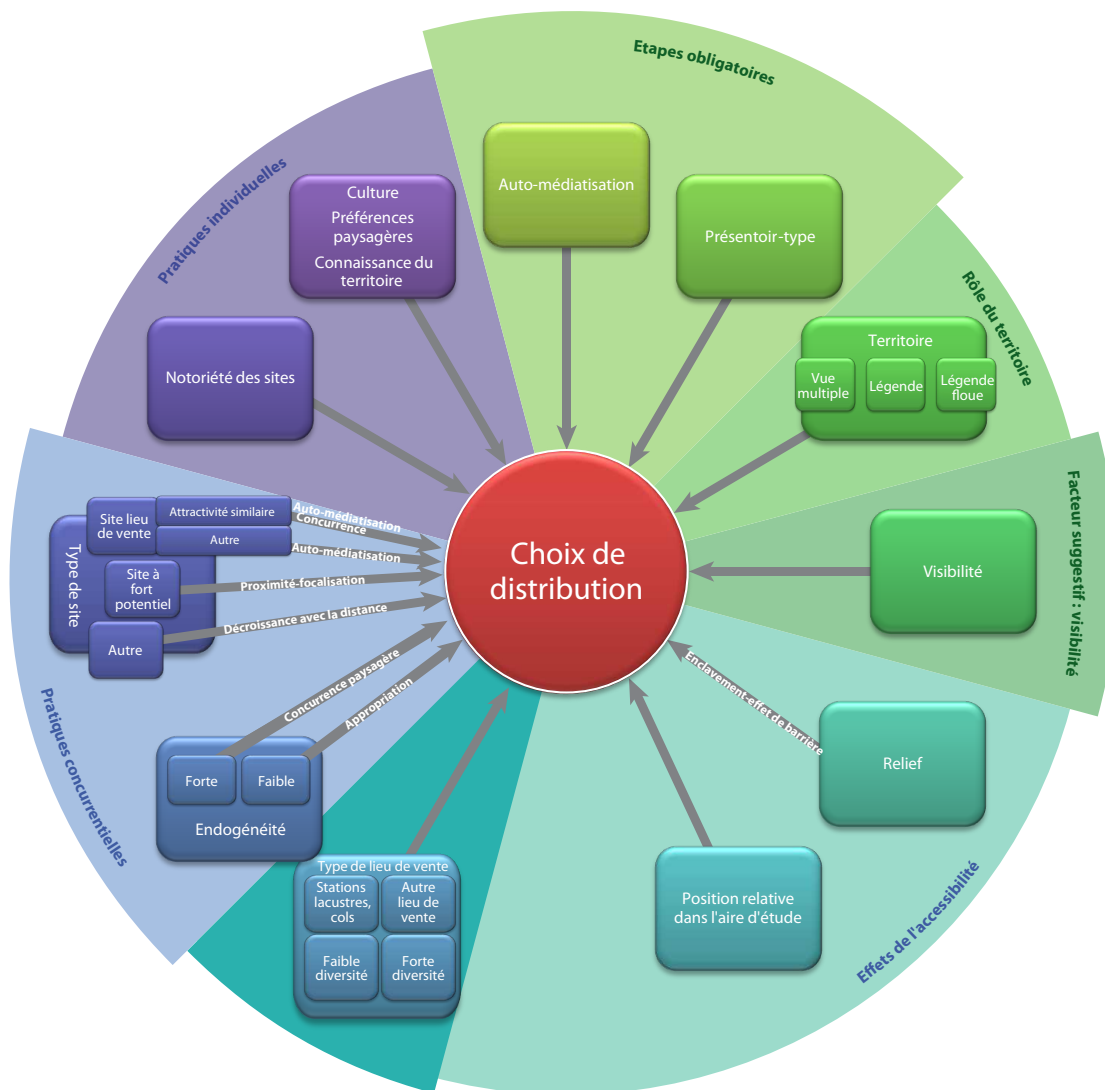 Etapes obligatoires
Auto-médiatisation
Présentoir-type
Rôle du territoire
Territoire
Vue
multiple
Légende
Légende
floue
Facteur suggestif : visibilité
Visibilité
Effets de l'accessibilité
Enclavement-effet de barrière
Relief
Position relative
dans l'aire d'étude
Type de lieu de vente
Stations
lacustres,
cols
Autre
lieu de
vente
Faible
diversité
Forte
diversité
Pratiques concurrentielles
Concurrence paysagère
Appropriation
Forte
Faible
Endogénéité
Type de site
Site lieu
de vente
Attractivité similaire
Autre
Auto-médiatisation
Concurrence
Auto-médiatisation
Site à
fort
potentiel
Proximité-focalisation
Autre
Décroissance avec la distance
Pratiques individuelles
Notoriété des sites
Culture
Préférences
paysagères
Connaissance du
territoire
Choix de
distribution